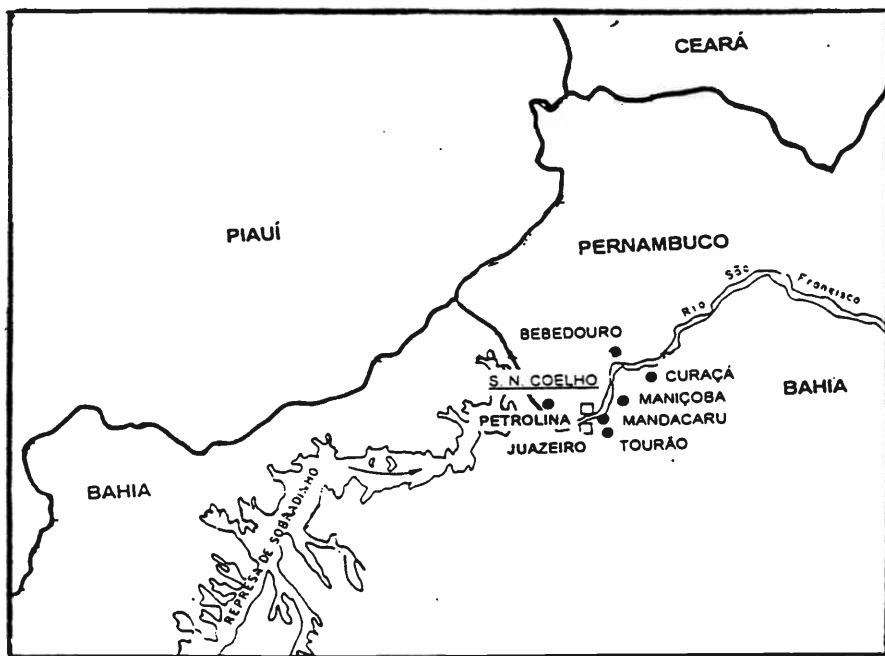 CEARÁ
PIAUÍ
PERNAMBUCO
Rio São Francisco
BEBEDOURO
S. N. COELHO
CURAÇÁ
BAHIA
MANIÇOBA
PETROLINA
MANDACARU
JUAZEIRO
TOURÃO
BAHIA
REPRESA DE SOBRADINHO